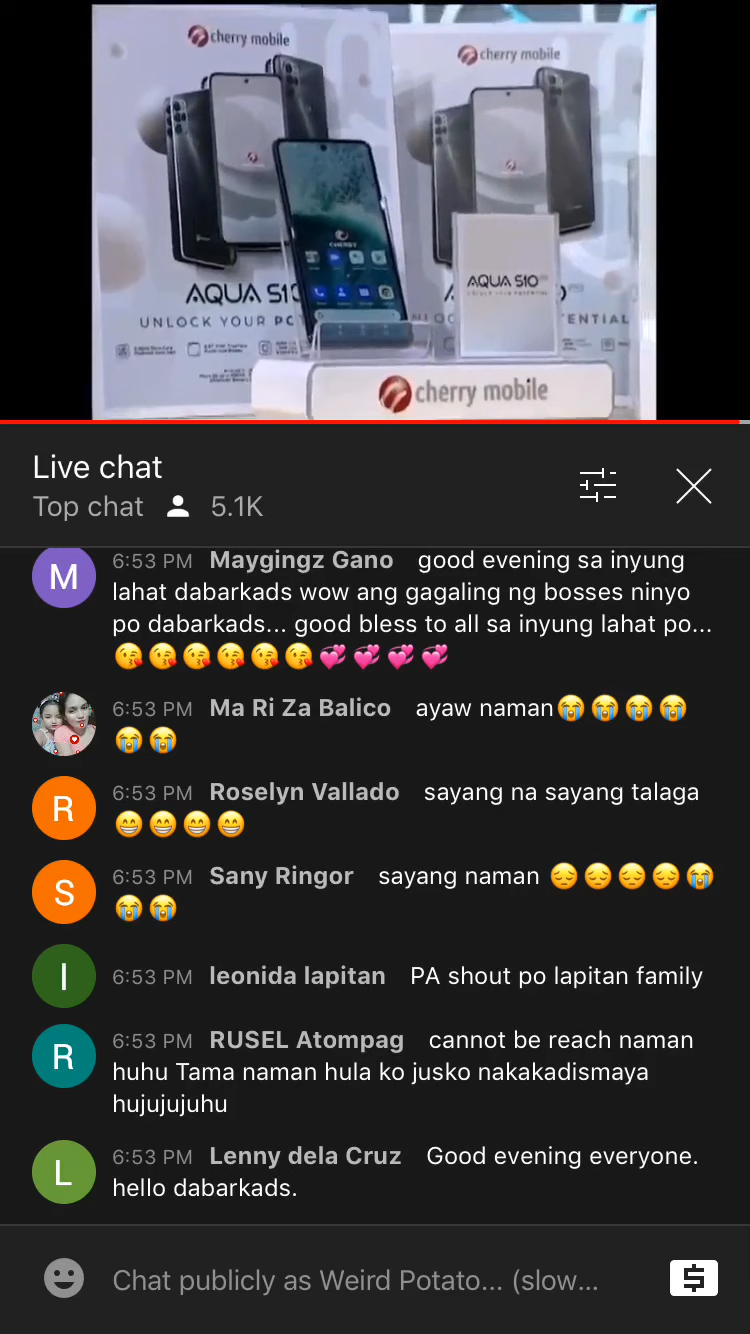 cherry mobile
cherry mobile
CHERRY
AQUA S10
AQUA S10
UNLOCK YOUR
ENTIAL
cherry mobile
Live chat
Top chat 5.1K
6:53 PM Maygingz Gano good evening sa inyung
lahat dabarkads wow ang gagaling ng bosses ninyo
po dabarkads... good bless to all sa inyung lahat po...
😘😘😘😘😘😘💞💞💞💞
6:53 PM Ma Ri Za Balico ayaw naman😭😭😭😭
😭😭
6:53 PM Roselyn Vallado sayang na sayang talaga
😁😁😁😁
6:53 PM Sany Ringor sayang naman 😔😔😔😔😭
😭😭
6:53 PM leonida lapitan PA shout po lapitan family
6:53 PM RUSEL Atompag cannot be reach naman
huhu Tama naman hula ko jusko nakakadismaya
hujujujuhu
6:53 PM Lenny dela Cruz Good evening everyone.
hello dabarkads.
Chat publicly as Weird Potato... (slow...
M
R
S
I
R
L
$